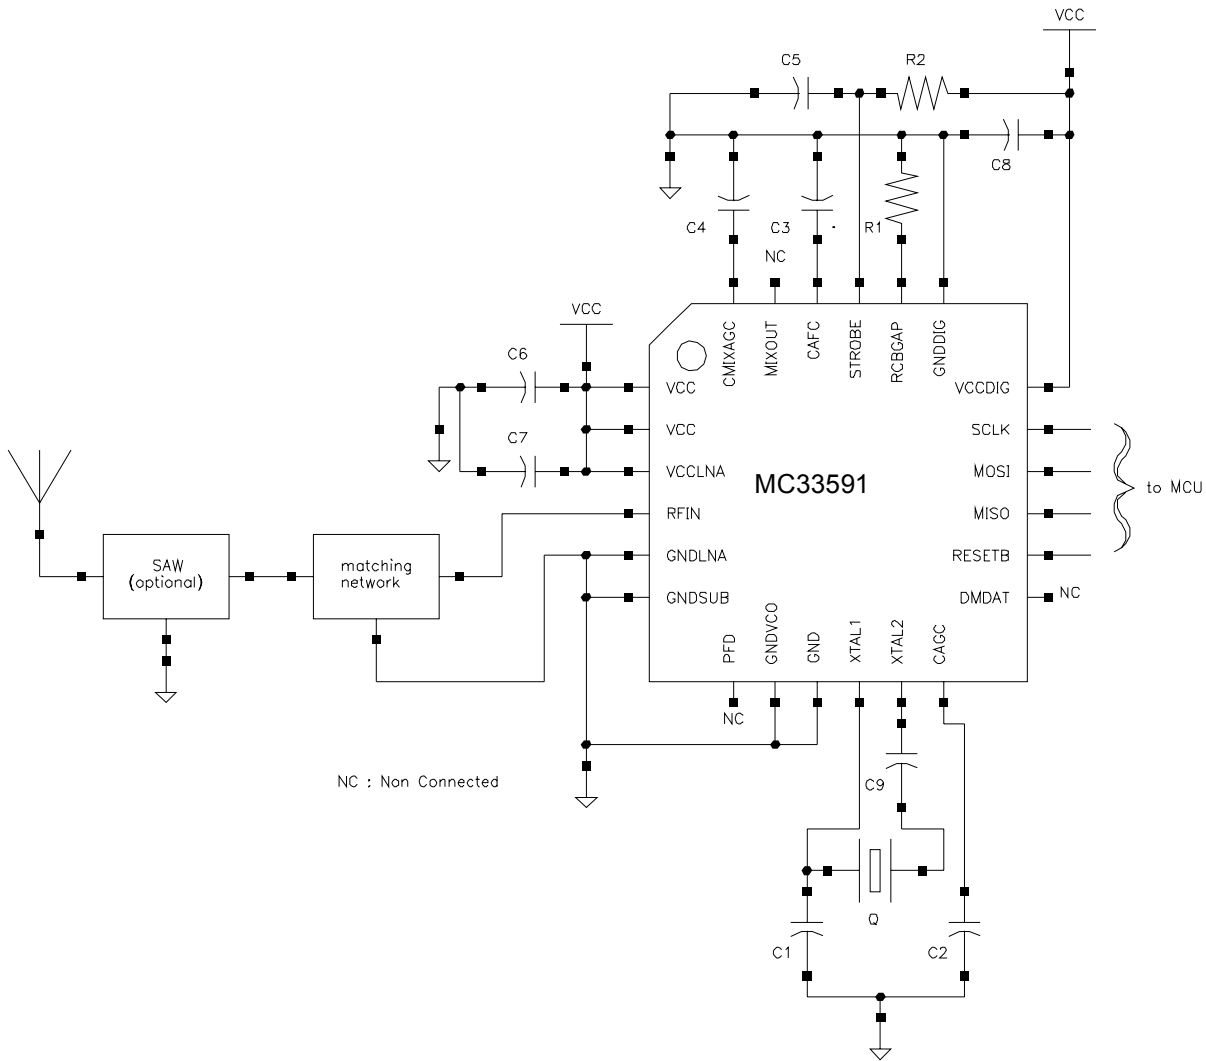 VCC
C5
R2
C8
C4
C3
R1
NC
VCC
CMIXAGC
MIXOUT
CAFC
STROBE
RCBGAP
GNDDIG
C6
VCC
VCCDIG
VCC
SCLK
C7
VCCLNA
MOSI
MC33591
to MCU
RFIN
MISO
GNDLNA
RESETB
SAW
(optional)
matching
network
GNDSUB
DMDAT
NC
PFD
GNDVCO
GND
XTAL1
XTAL2
CAGC
NC
NC : Non Connected
C9
Q
C1
C2